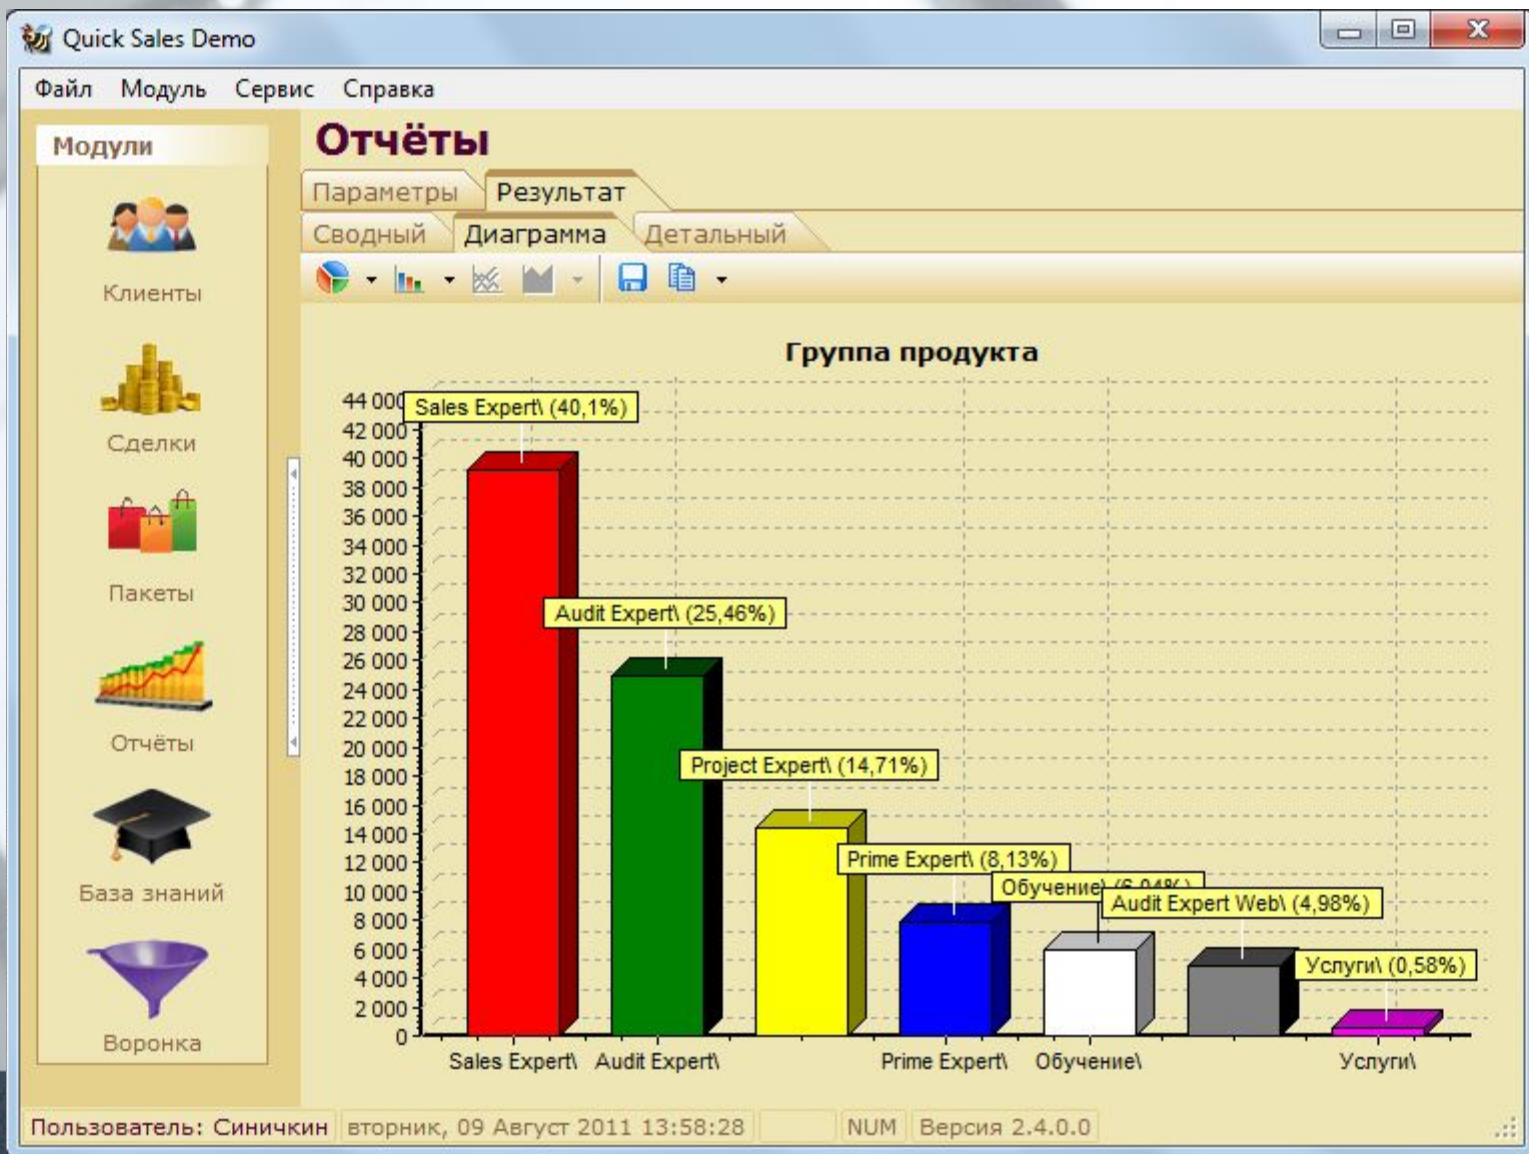 Quick Sales Demo
Файл Модуль Сервис Справка
Модули
Клиенты
Сделки
Пакеты
Отчёты
База знаний
Воронка
Отчёты
Параметры Результат
Сводный Диаграмма Детальный
Группа продукта
44 000
42 000
40 000
38 000
36 000
34 000
32 000
30 000
28 000
26 000
24 000
22 000
20 000
18 000
16 000
14 000
12 000
10 000
8 000
6 000
4 000
2 000
0
Sales Expert\ (40,1%)
Audit Expert\ (25,46%)
Project Expert\ (14,71%)
Prime Expert\ (8,13%)
Обучение\ (6,04%)
Audit Expert Web\ (4,98%)
Услуги\ (0,58%)
Sales Expert\ Audit Expert\ Prime Expert\ Обучение\ Услуги\
Пользователь: Синичкин вторник, 09 Август 2011 13:58:28 NUM Версия 2.4.0.0